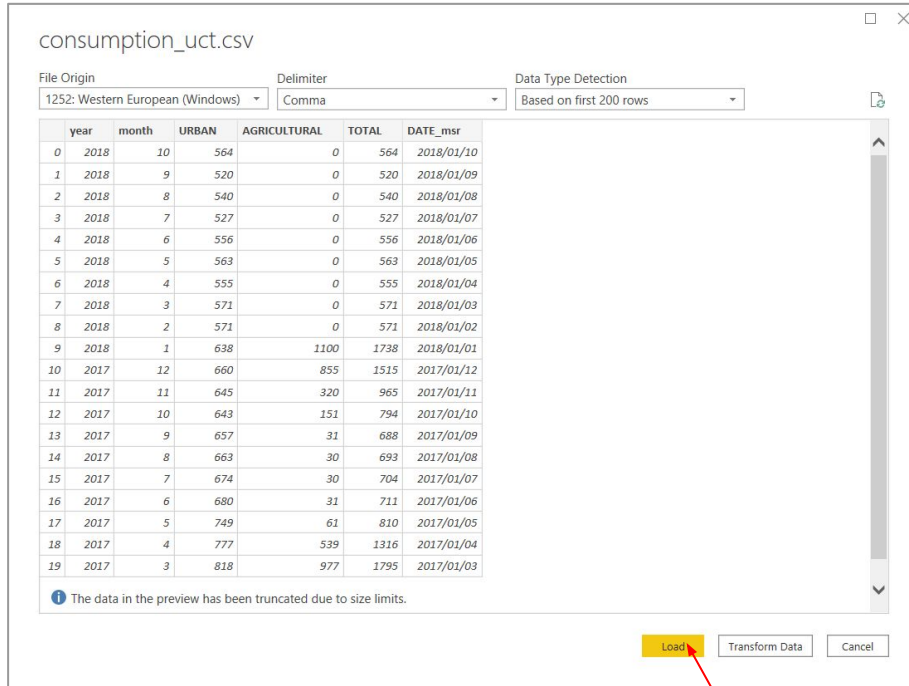 consumption_uct.csv
File Origin Delimiter Data Type Detection
1252: Western European (Windows) Comma Based on first 200 rows
year month URBAN AGRICULTURAL TOTAL DATE_msr
0 2018 10 564 0 564 2018/01/10
1 2018 9 520 0 520 2018/01/09
2 2018 8 540 0 540 2018/01/08
3 2018 7 527 0 527 2018/01/07
4 2018 6 556 0 556 2018/01/06
5 2018 5 563 0 563 2018/01/05
6 2018 4 555 0 555 2018/01/04
7 2018 3 571 0 571 2018/01/03
8 2018 2 571 0 571 2018/01/02
9 2018 1 638 1100 1738 2018/01/01
10 2017 12 660 855 1515 2017/01/12
11 2017 11 645 320 965 2017/01/11
12 2017 10 643 151 794 2017/01/10
13 2017 9 657 31 688 2017/01/09
14 2017 8 663 30 693 2017/01/08
15 2017 7 674 30 704 2017/01/07
16 2017 6 680 31 711 2017/01/06
17 2017 5 749 61 810 2017/01/05
18 2017 4 777 539 1316 2017/01/04
19 2017 3 818 977 1795 2017/01/03
The data in the preview has been truncated due to size limits.
Load Transform Data Cancel